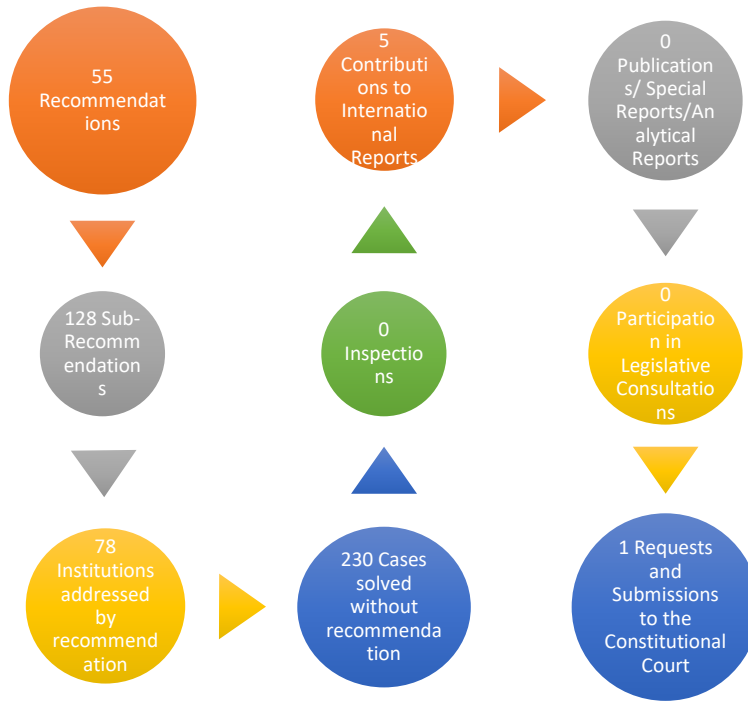 55
Recommendat
ions
128 Sub-
Recomm
endation
s
78
Institutions
addressed
by
recommend
ation
230 Cases
solved
without
recommenda
tion
0
Inspectio
ns
5
Contributi
ons to
Internation
al Reports
0
Publication
s/ Special
Reports/An
alytical
Reports
0
Participatio
n in
Legislative
Consultatio
ns
1 Requests
and
Submissions
to the
Constitutional
Court